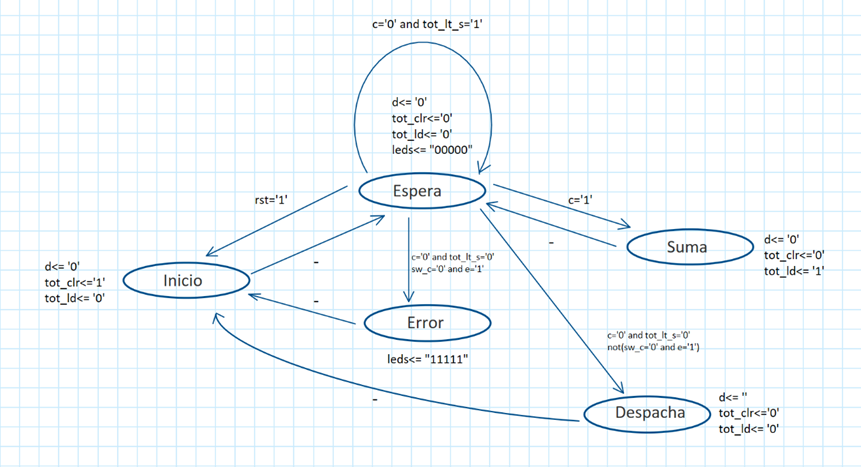 c='0' and tot_lt_s='1'
d<= '0'
tot_clr<='0'
tot_ld<= '0'
leds<= "00000"
Espera
rst='1'
c='1'
-
Suma
d<= '0'
tot_clr<='0'
tot_ld<= '1'
c='0' and tot_lt_s='0'
sw_c='0' and e='1'
-
d<= '0'
tot_clr<='1'
tot_ld<= '0'
Inicio
-
Error
leds<= "11111"
c='0' and tot_lt_s='0'
not(sw_c='0' and e='1')
-
Despacha
d<= ''
tot_clr<='0'
tot_ld<= '0'